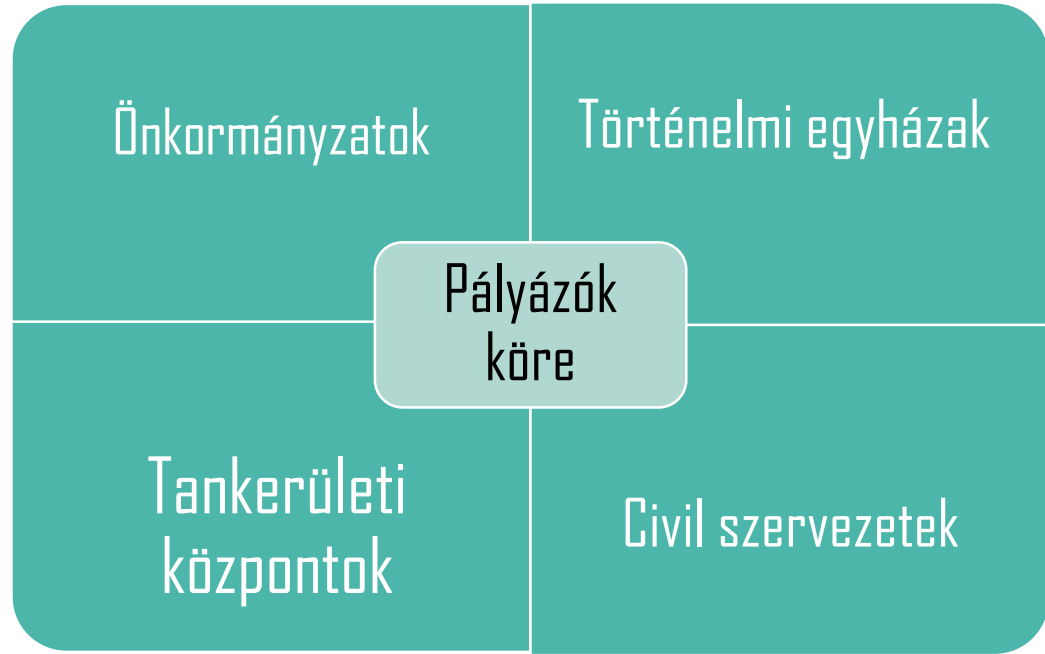 Önkormányzatok
Történelmi egyházak
Pályázók
köre
Tankerületi
központok
Civil szervezetek